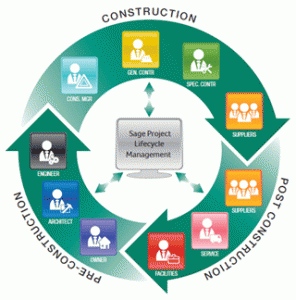 CONSTRUCTION
GEN. CONTR
SPEC. CONTR
CONS. MGR
SUPPLIERS
Sage Project
Lifecycle
Management
ENGINEER
SUPPLIERS
ARCHITECT
SERVICE
OWNER
FACILITIES
PRE-CONSTRUCTION
POST CONSTRUCTION